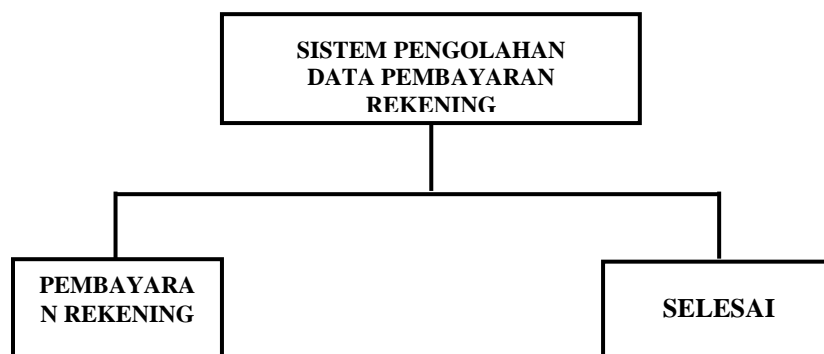 SISTEM PENGOLAHAN
DATA PEMBAYARAN
REKENING
PEMBAYARA
N REKENING
SELESAI